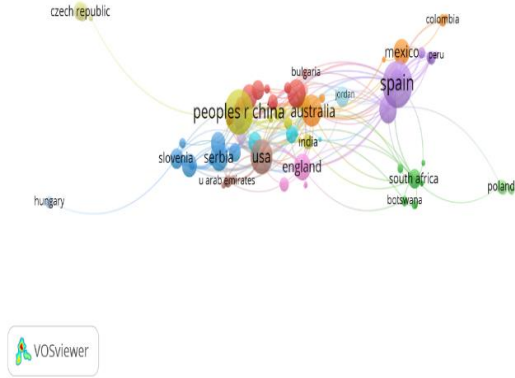 czech republic
colombia
mexico
peru
bulgaria
spain
jordan
peoples r china
australia
india
slovenia
serbia
usa
england
u arab emirates
south africa
poland
hungary
botswana
VOSviewer